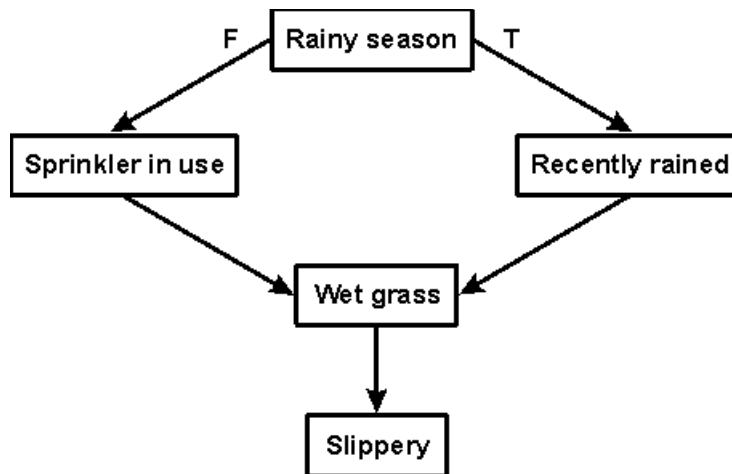 F
Rainy season
T
Sprinkler in use
Recently rained
Wet grass
Slippery